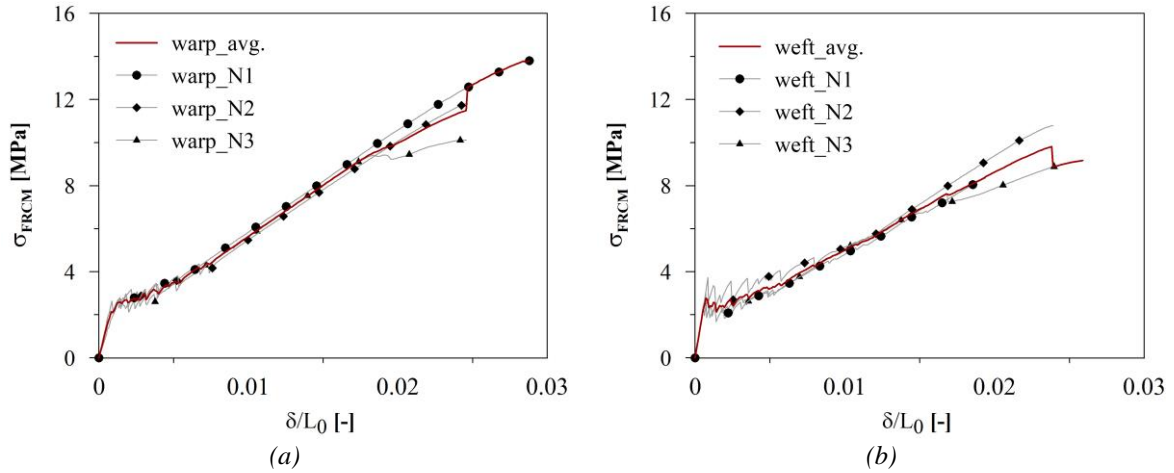 16
12
8
4
0
σFRCM [MPa]
warp_avg.
warp_N1
warp_N2
warp_N3
0
0.01
0.02
0.03
δ/L0 [-]
(a)
16
12
8
4
0
σFRCM [MPa]
weft_avg.
weft_N1
weft_N2
weft_N3
0
0.01
0.02
0.03
δ/L0 [-]
(b)